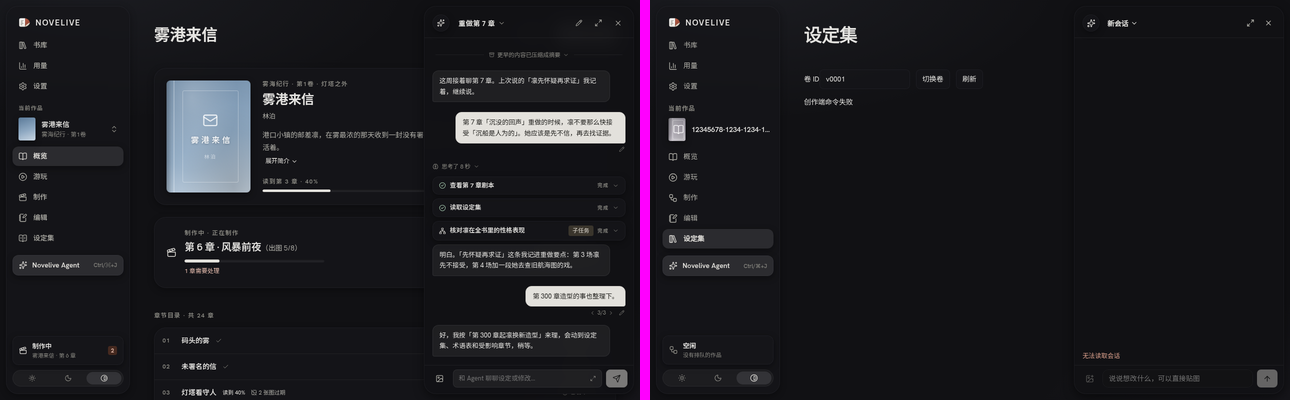 NOVELIVE
书库
用量
设置
当前作品
雾港来信
雾海纪行 · 第1卷
概览
游玩
制作
编辑
设定集
Novelive Agent
Ctrl/⌘+J
制作中
雾港来信 · 第 6 章
2
雾港来信
雾港来信
林泊
雾海纪行 · 第1卷 · 灯塔之外
雾港来信
林泊
港口小镇的邮差凛，在雾最浓的那天收到一封没有署
活着。
展开简介
读到第 3 章 · 40%
制作中 · 正在制作
第 6 章 · 风暴前夜（出图 5/8）
1 章需要处理
章节目录 · 共 24 章
01 码头的雾
02 未署名的信
03 灯塔看守人 读到 40% 2 张图过期
重做第 7 章
更早的内容已压缩成摘要
这周接着聊第 7 章。上次说的「凛先怀疑再求证」我记
着，继续说。
第 7 章「沉没的回声」重做的时候，凛不要那么快接
受「沉船是人为的」。她应该是先不信，再去找证据。
思考了 6 秒
查看第 7 章剧本 完成
读取设定集 完成
核对凛在全书里的性格表现 子任务 完成
明白。「先怀疑再求证」这条我记进重做要点：第 3 场凛
先不接受，第 4 场加一段她去查旧航海图的戏。
第 300 章造型的事也整理下。
3/3
好，我按「第 300 章起凛换新造型」来理，会动到设定
集、术语表和受影响章节，稍等。
和 Agent 聊聊设定或修改...
NOVELIVE
书库
用量
设置
当前作品
12345678-1234-1234-1...
概览
游玩
制作
编辑
设定集
Novelive Agent
Ctrl/⌘+J
空闲
没有排队的作品
设定集
卷 ID v0001 切换卷 刷新
创作端命令失败
新会话
无法读取会话
说说想改什么，可以直接贴图